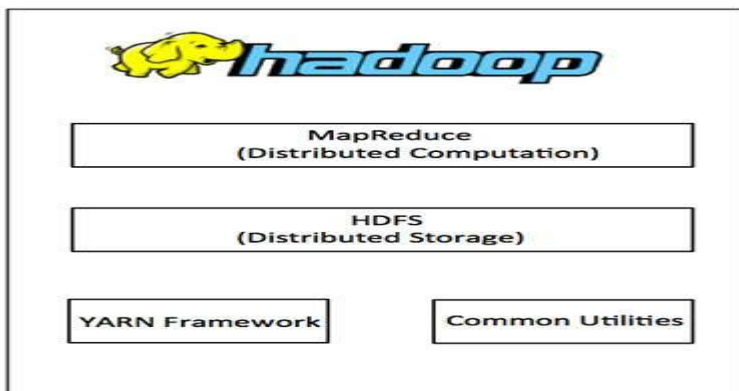 hadoop
MapReduce
(Distributed Computation)
HDFS
(Distributed Storage)
YARN Framework
Common Utilities